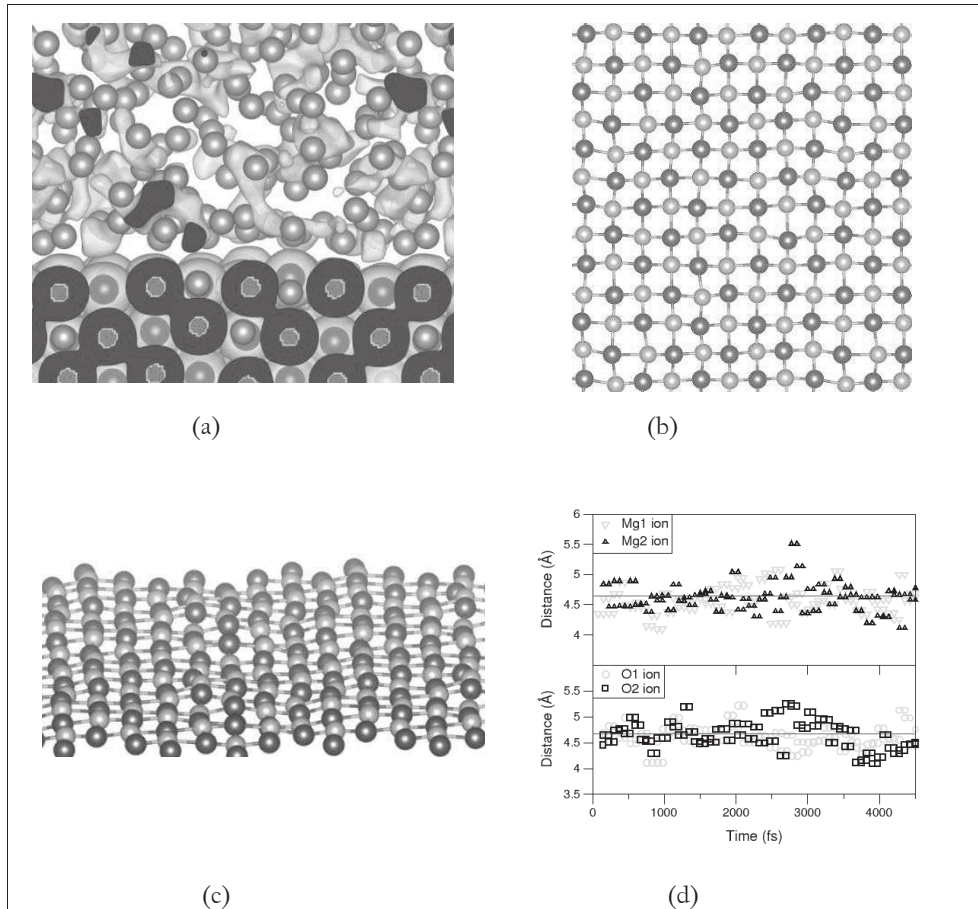 (a)
(b)
6
5.5
5
4.5
4
Distance (Å)
Mg1 ion
Mg2 ion
5.5
5
4.5
4
3.5
Distance (Å)
O1 ion
O2 ion
0
1000
2000
3000
4000
Time (fs)
(c)
(d)